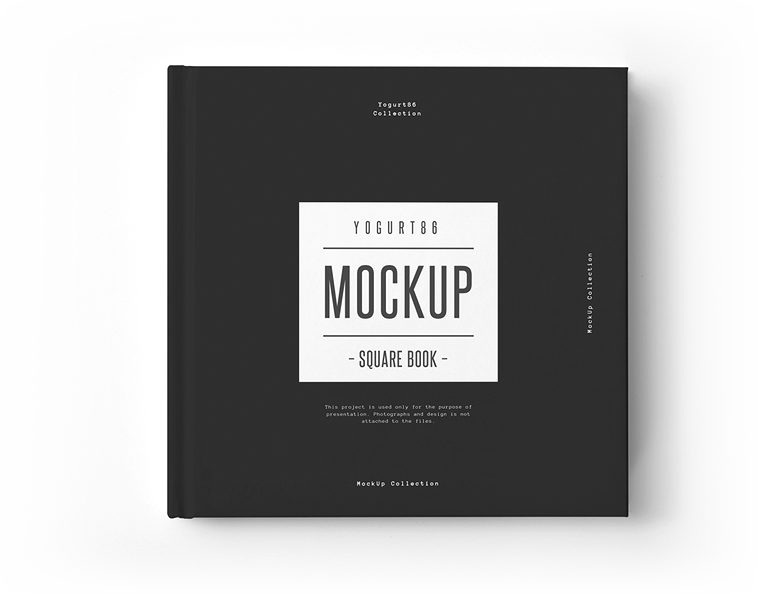 Yogurt86
Collection
YOGURT86
MOCKUP
- SQUARE BOOK -
MockUp Collection
This project is used only for the purpose of
presentation. Photographs and design is not
attached to the files.
MockUp Collection